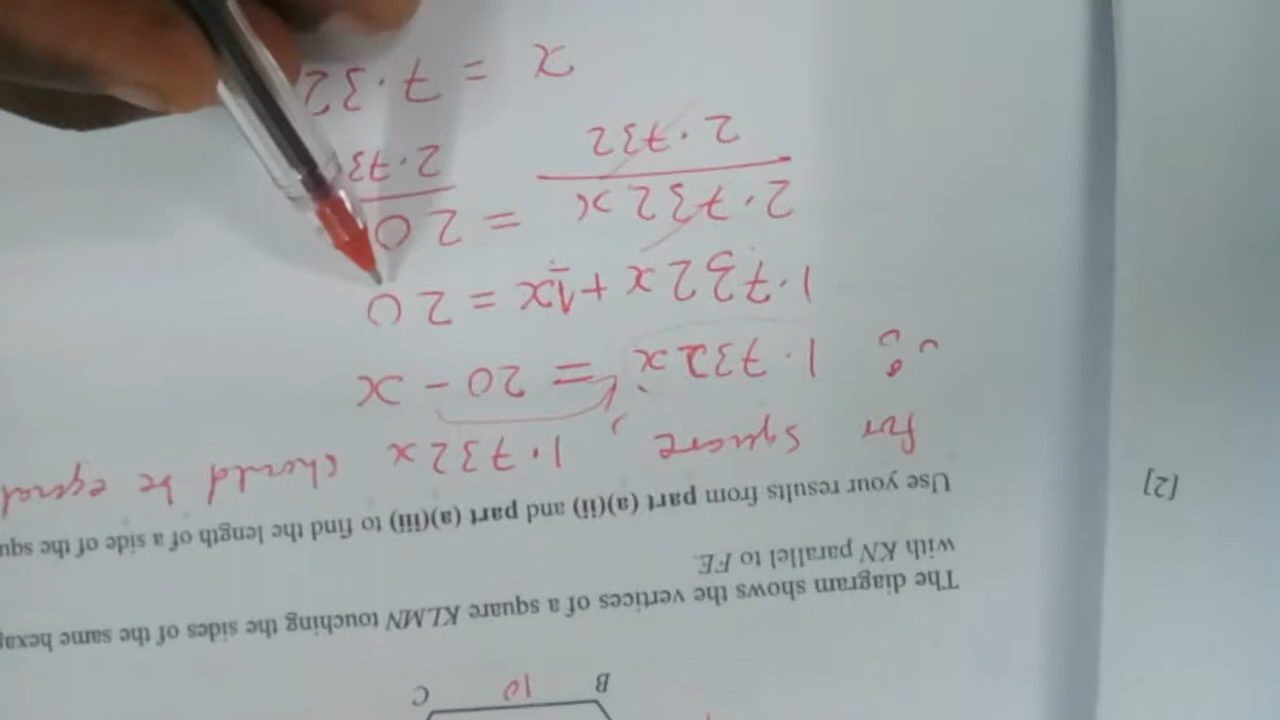 B 10 C
The diagram shows the vertices of a square KLMN touching the sides of the same
with KN parallel to FE.
Use your results from part (a)(ii) and part (a)(iii) to find the length of a side of the
[2]
for square, 1.732x should be equal
∴ 1.732x = 20 - x
1.732x + 1x = 20
2.732x = 20
2.732 2.73
x = 7.32